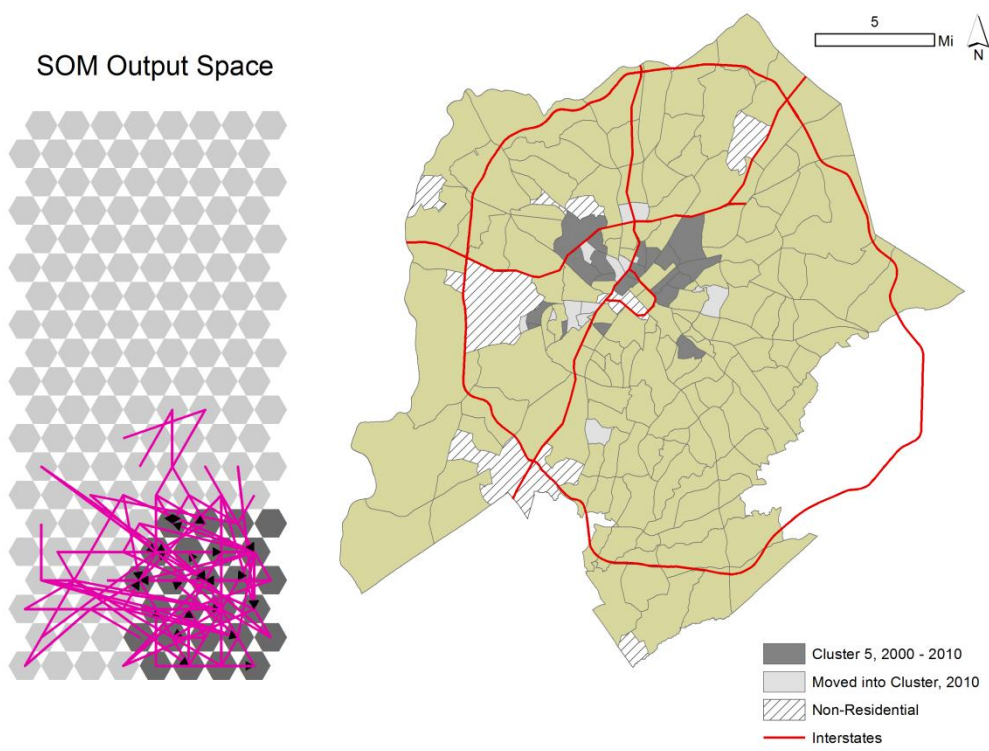 SOM Output Space
5
Mi
N
Cluster 5, 2000 - 2010
Moved into Cluster, 2010
Non-Residential
Interstates